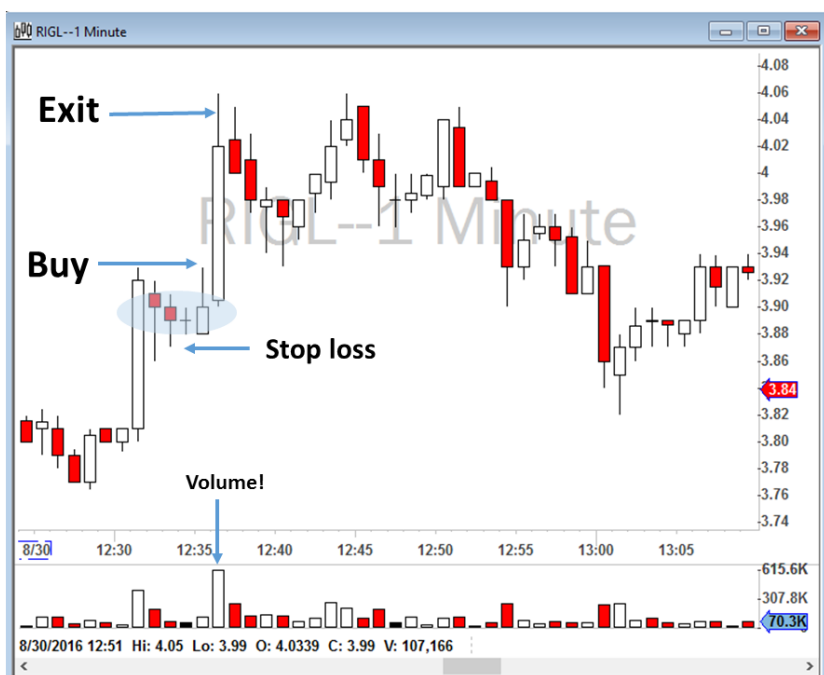 RIGL--1 Minute
RIGL--1 Minute
Exit
Buy
Stop loss
Volume!
4.08
4.06
4.04
4.02
4
3.98
3.96
3.94
3.92
3.90
3.88
3.86
3.84
3.82
3.80
3.78
3.76
3.74
8/30 12:30 12:35 12:40 12:45 12:50 12:55 13:00 13:05
615.6K
307.8K
70.3K
8/30/2016 12:51 Hi: 4.05 Lo: 3.99 O: 4.0339 C: 3.99 V: 107,166